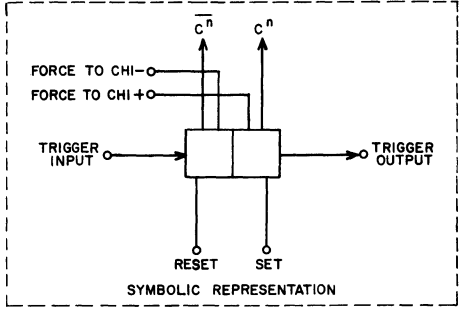 C̅ⁿ̅ Cⁿ
FORCE TO CHI−
FORCE TO CHI+
TRIGGER INPUT
TRIGGER OUTPUT
RESET SET
SYMBOLIC REPRESENTATION